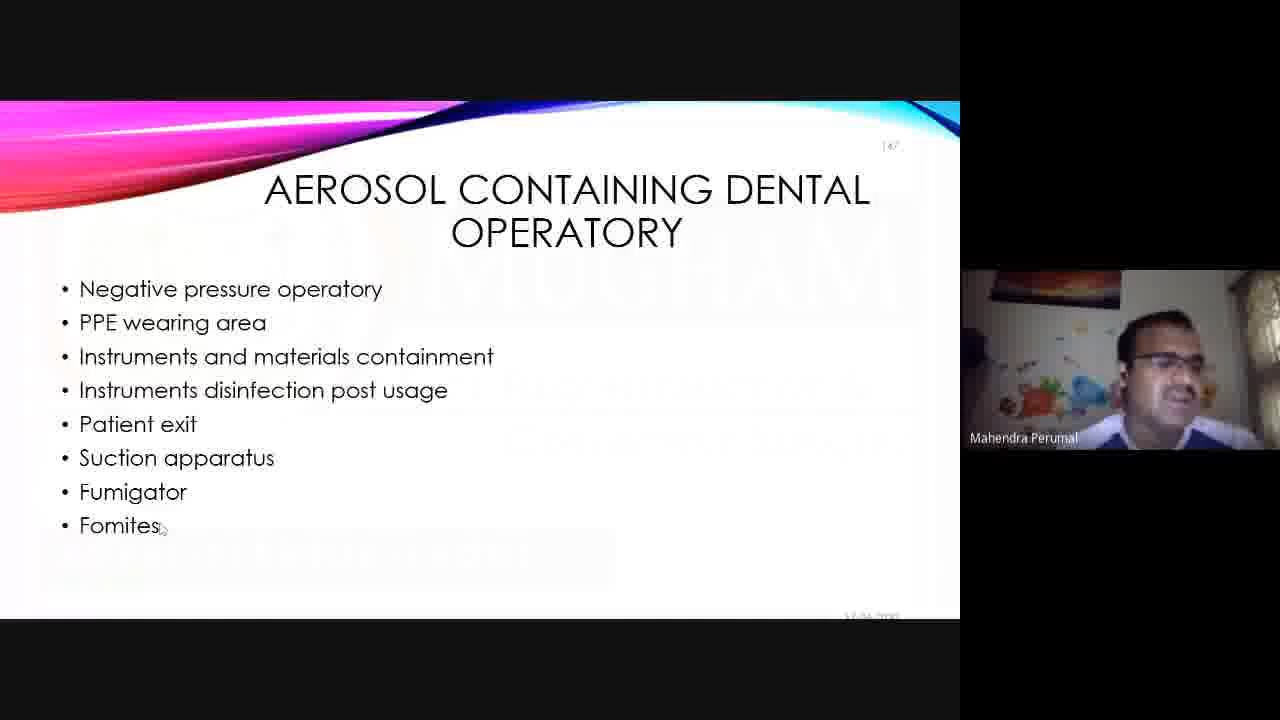 AEROSOL CONTAINING DENTAL
OPERATORY
• Negative pressure operatory
• PPE wearing area
• Instruments and materials containment
• Instruments disinfection post usage
• Patient exit
• Suction apparatus
• Fumigator
• Fomites
Mahendra Perumal